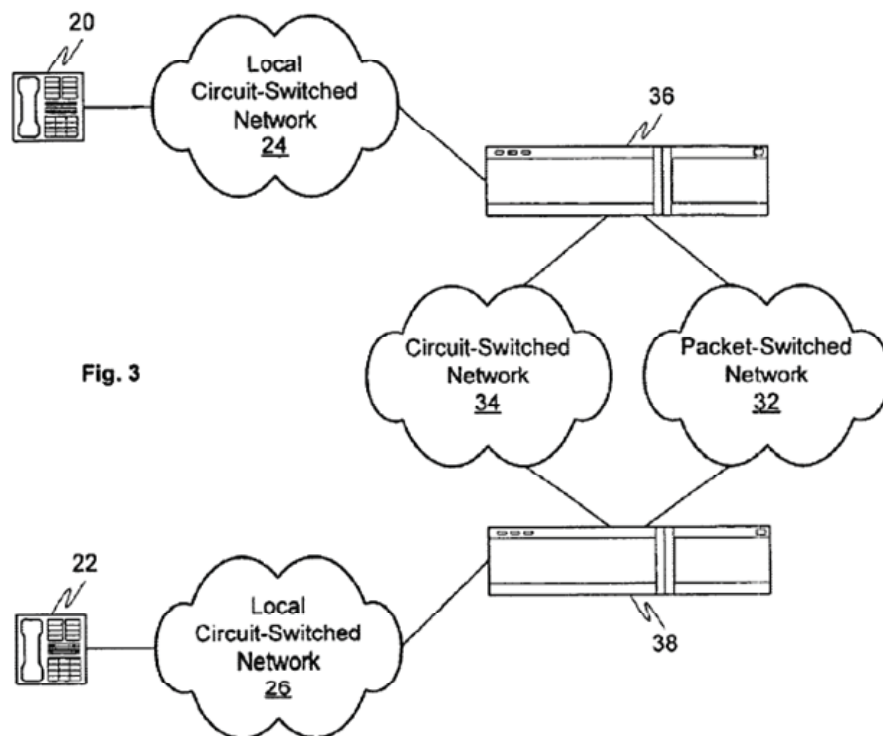 20
Local
Circuit-Switched
Network
24
36
Circuit-Switched
Network
34
Packet-Switched
Network
32
Fig. 3
22
Local
Circuit-Switched
Network
26
38